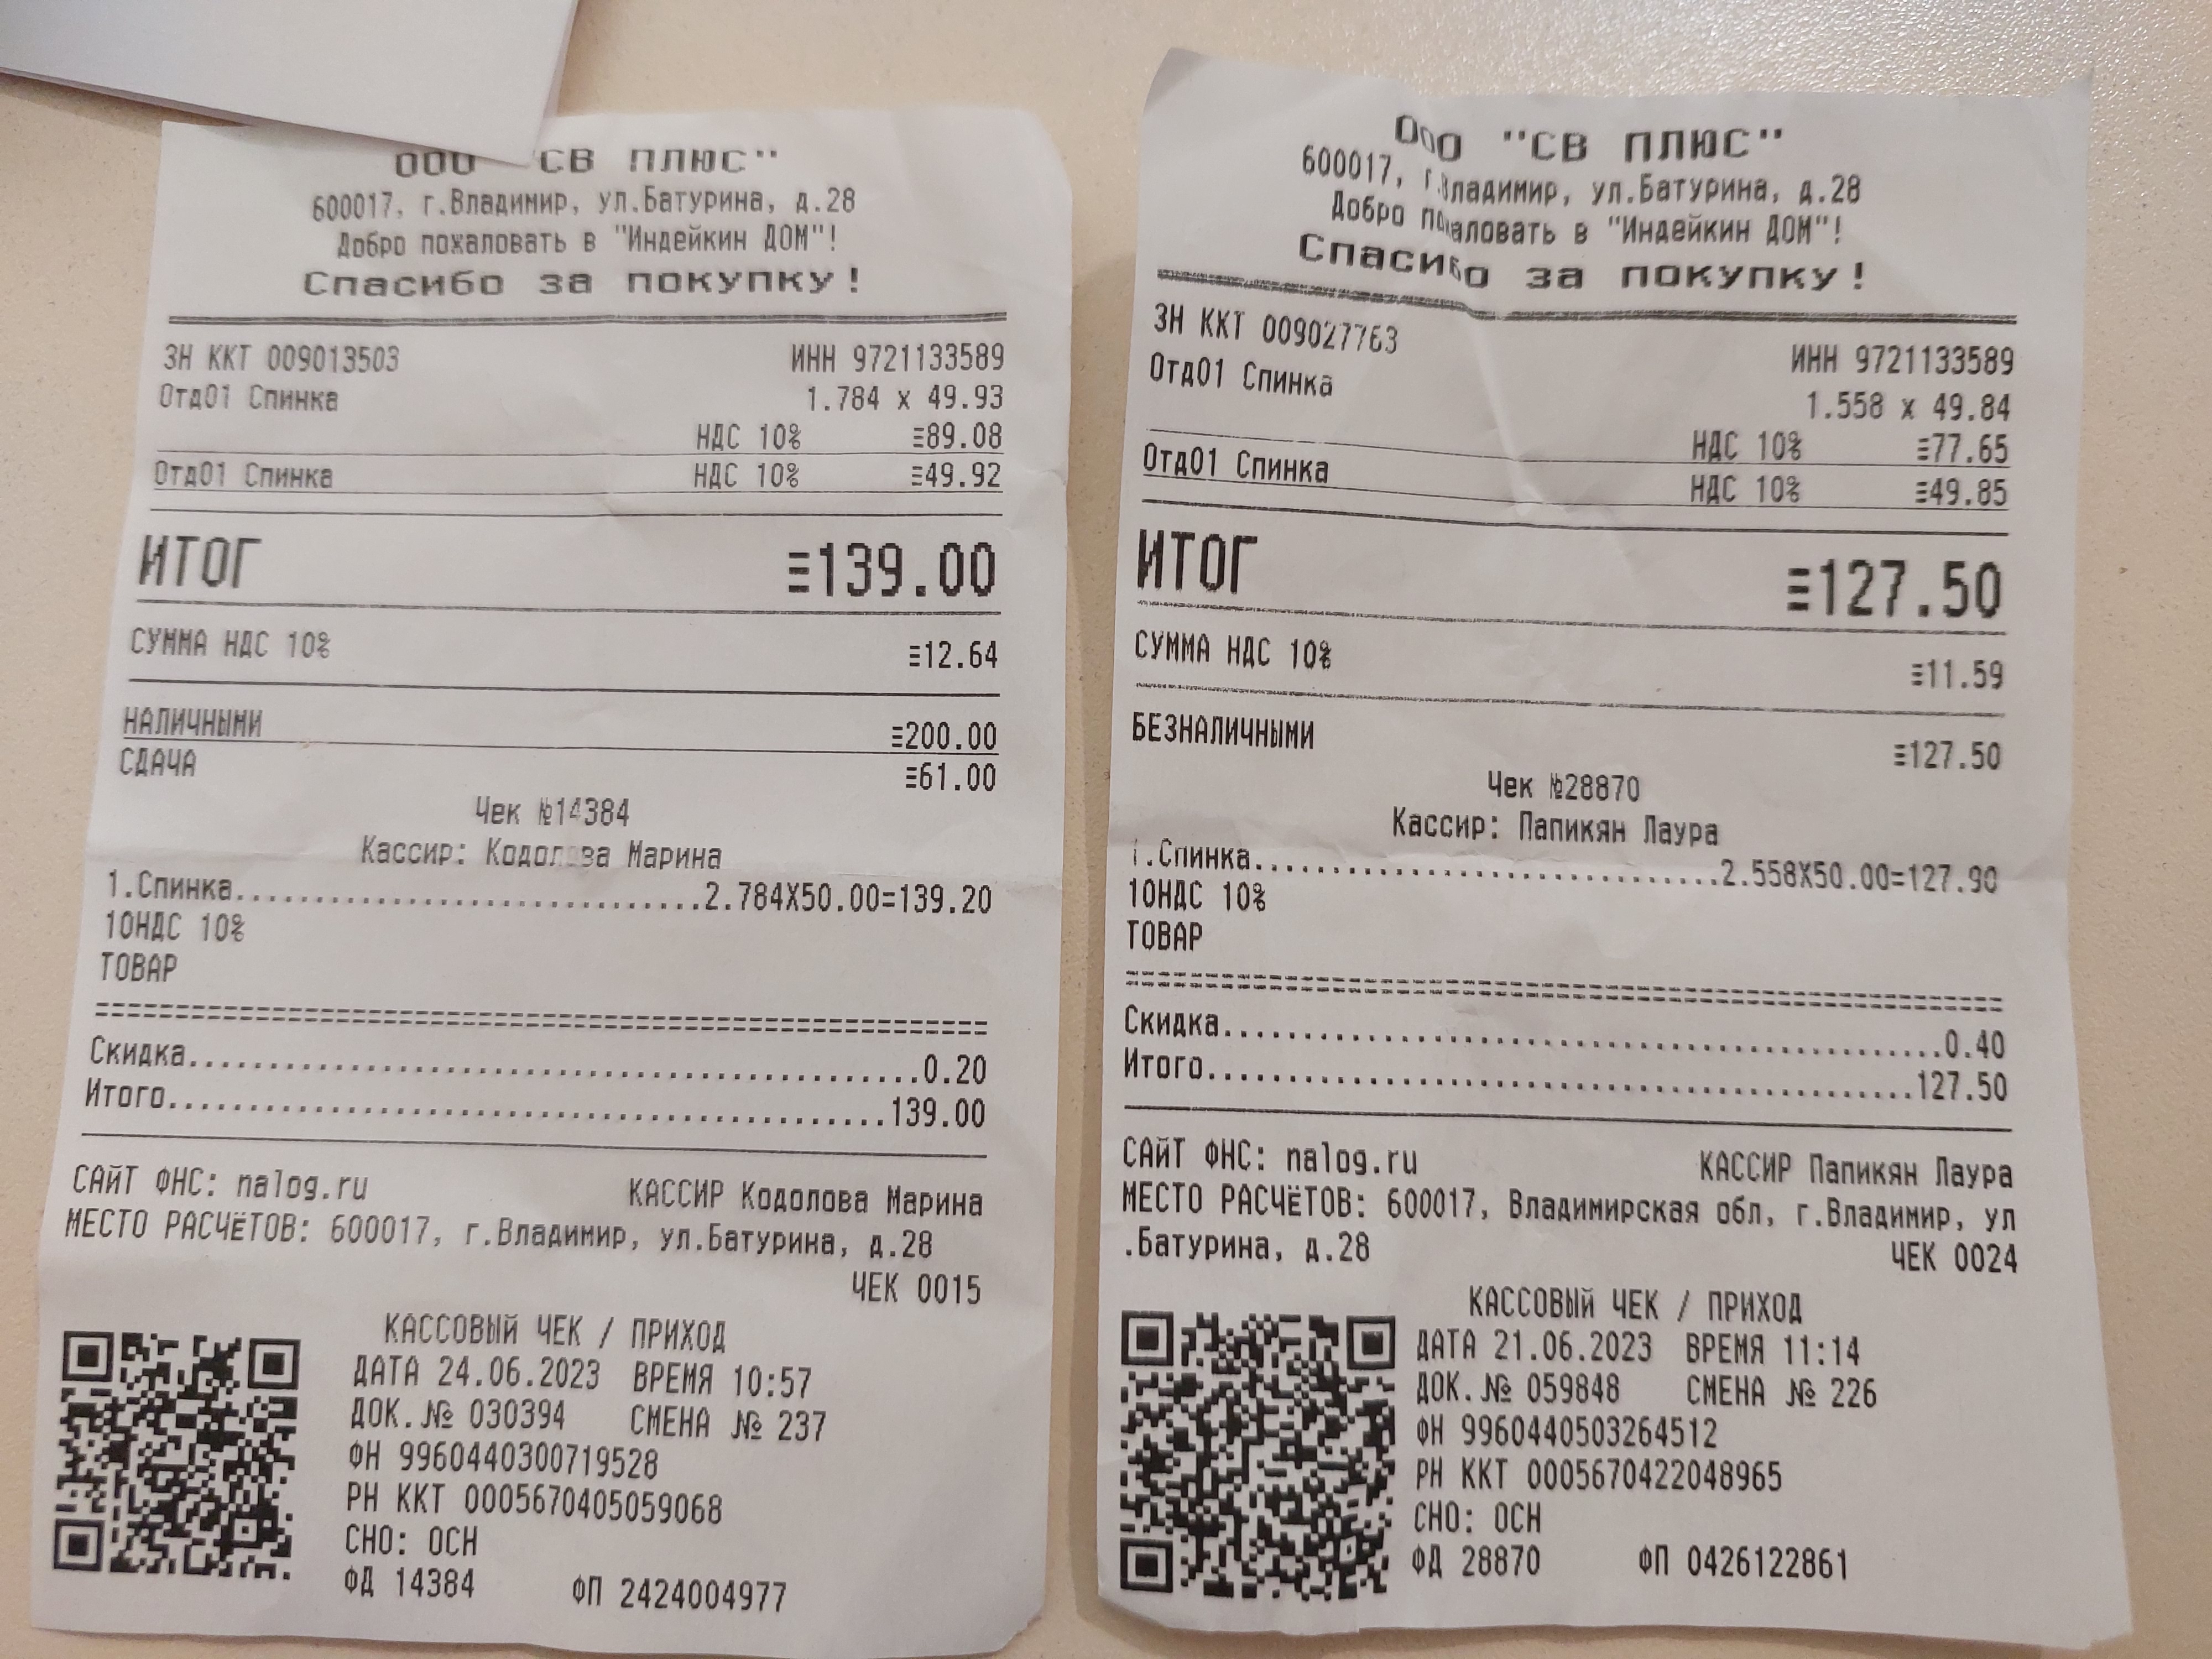 ООО "СВ ПЛЮС"
600017, г.Владимир, ул.Батурина, д.28
Добро пожаловать в "Индейкин ДОМ"!
Спасибо за покупку!
ЗН ККТ 009013503 ИНН 9721133589
Отд01 Спинка 1.784 x 49.93
НДС 10% ≡89.08
Отд01 Спинка НДС 10% ≡49.92
ИТОГ ≡139.00
СУММА НДС 10% ≡12.64
НАЛИЧНЫМИ ≡200.00
СДАЧА ≡61.00
Чек №14384
Кассир: Кодолова Марина
1.Спинка..............................2.784X50.00=139.20
10НДС 10%
ТОВАР
========================================================
Скидка................................................0.20
Итого..............................................139.00
САЙТ ФНС: nalog.ru КАССИР Кодолова Марина
МЕСТО РАСЧЁТОВ: 600017, г.Владимир, ул.Батурина, д.28
ЧЕК 0015
КАССОВЫЙ ЧЕК / ПРИХОД
ДАТА 24.06.2023 ВРЕМЯ 10:57
ДОК.№ 030394 СМЕНА № 237
ФН 9960440300719528
РН ККТ 0005670405059068
СНО: ОСН
ФД 14384 ФП 2424004977
ООО "СВ ПЛЮС"
600017, г.Владимир, ул.Батурина, д.28
Добро пожаловать в "Индейкин ДОМ"!
Спасибо за покупку!
ЗН ККТ 009027763 ИНН 9721133589
Отд01 Спинка 1.558 x 49.84
НДС 10% ≡77.65
Отд01 Спинка НДС 10% ≡49.85
ИТОГ ≡127.50
СУММА НДС 10% ≡11.59
БЕЗНАЛИЧНЫМИ ≡127.50
Чек №28870
Кассир: Папикян Лаура
1.Спинка..............................2.558X50.00=127.90
10НДС 10%
ТОВАР
========================================================
Скидка................................................0.40
Итого..............................................127.50
САЙТ ФНС: nalog.ru КАССИР Папикян Лаура
МЕСТО РАСЧЁТОВ: 600017, Владимирская обл, г.Владимир, ул
.Батурина, д.28 ЧЕК 0024
КАССОВЫЙ ЧЕК / ПРИХОД
ДАТА 21.06.2023 ВРЕМЯ 11:14
ДОК.№ 059848 СМЕНА № 226
ФН 9960440503264512
РН ККТ 0005670422048965
СНО: ОСН
ФД 28870 ФП 0426122861